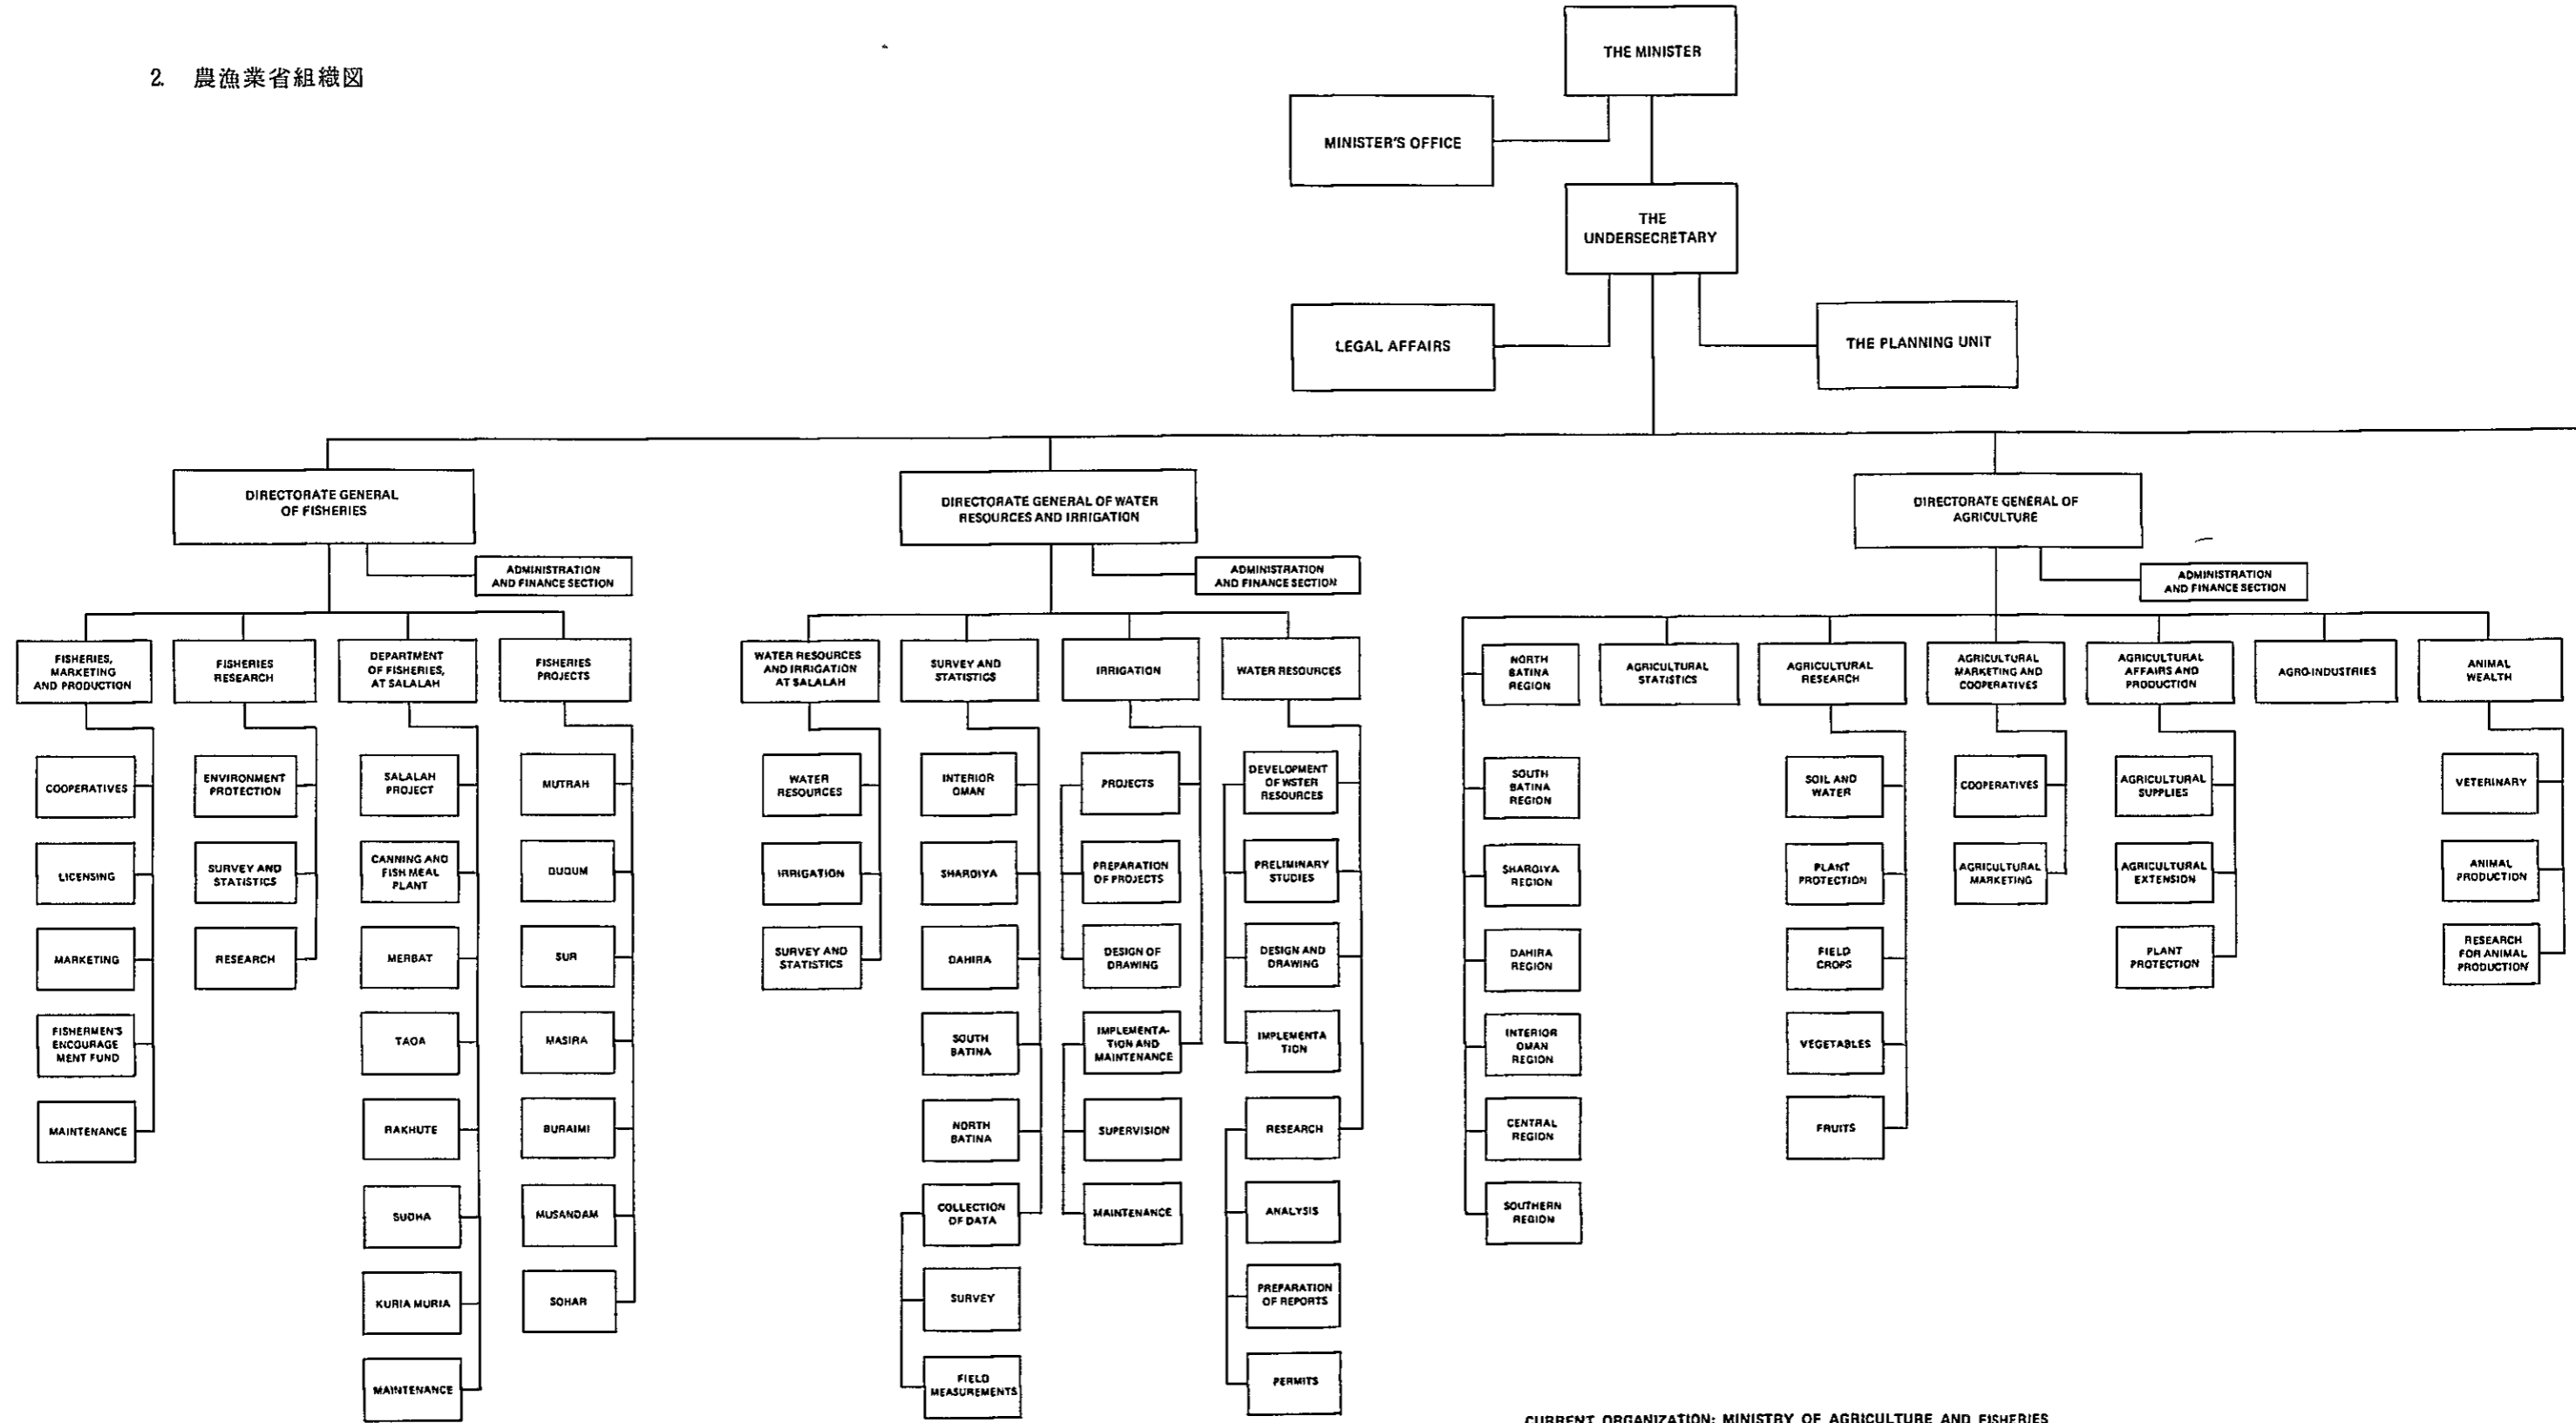 2. 農漁業省組織図
THE MINISTER
MINISTER'S OFFICE
THE
UNDERSECRETARY
LEGAL AFFAIRS
THE PLANNING UNIT
DIRECTORATE GENERAL
OF FISHERIES
ADMINISTRATION
AND FINANCE SECTION
FISHERIES,
MARKETING
AND PRODUCTION
COOPERATIVES
LICENSING
MARKETING
FISHERMEN'S
ENCOURAGE
MENT FUND
MAINTENANCE
FISHERIES
RESEARCH
ENVIRONMENT
PROTECTION
SURVEY AND
STATISTICS
RESEARCH
DEPARTMENT
OF FISHERIES,
AT SALALAH
SALALAH
PROJECT
CANNING AND
FISH MEAL
PLANT
MERBAT
TAQA
RAKHUTE
SUDHA
KURIA MURIA
MAINTENANCE
FISHERIES
PROJECTS
MUTRAH
DUQUM
SUR
MASIRA
BURAIMI
MUSANDAM
SOHAR
DIRECTORATE GENERAL OF WATER
RESOURCES AND IRRIGATION
ADMINISTRATION
AND FINANCE SECTION
WATER RESOURCES
AND IRRIGATION
AT SALALAH
WATER
RESOURCES
IRRIGATION
SURVEY AND
STATISTICS
SURVEY AND
STATISTICS
INTERIOR
OMAN
SHARQIYA
DAHIRA
SOUTH
BATINA
NORTH
BATINA
COLLECTION
OF DATA
SURVEY
FIELD
MEASUREMENTS
IRRIGATION
PROJECTS
PREPARATION
OF PROJECTS
DESIGN OF
DRAWING
IMPLEMENTA-
TION AND
MAINTENANCE
SUPERVISION
MAINTENANCE
WATER RESOURCES
DEVELOPMENT
OF WSTER
RESOURCES
PRELIMINARY
STUDIES
DESIGN AND
DRAWING
IMPLEMENTA
TION
RESEARCH
ANALYSIS
PREPARATION
OF REPORTS
PERMITS
DIRECTORATE GENERAL OF
AGRICULTURE
ADMINISTRATION
AND FINANCE SECTION
NORTH
BATINA
REGION
SOUTH
BATINA
REGION
SHARQIYA
REGION
DAHIRA
REGION
INTERIOR
OMAN
REGION
CENTRAL
REGION
SOUTHERN
REGION
AGRICULTURAL
STATISTICS
AGRICULTURAL
RESEARCH
SOIL AND
WATER
PLANT
PROTECTION
FIELD
CROPS
VEGETABLES
FRUITS
AGRICULTURAL
MARKETING AND
COOPERATIVES
COOPERATIVES
AGRICULTURAL
MARKETING
AGRICULTURAL
AFFAIRS AND
PRODUCTION
AGRICULTURAL
SUPPLIES
AGRICULTURAL
EXTENSION
PLANT
PROTECTION
AGRO-INDUSTRIES
ANIMAL
WEALTH
VETERINARY
ANIMAL
PRODUCTION
RESEARCH
FOR ANIMAL
PRODUCTION
CURRENT ORGANIZATION: MINISTRY OF AGRICULTURE AND FISHERIES